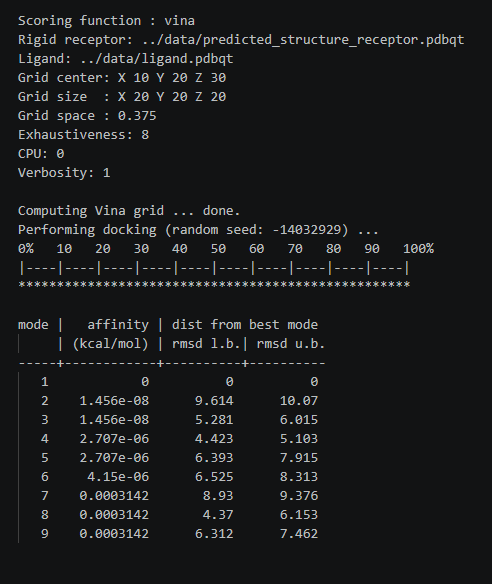 Scoring function : vina
Rigid receptor: ../data/predicted_structure_receptor.pdbqt
Ligand: ../data/ligand.pdbqt
Grid center: X 10 Y 20 Z 30
Grid size  : X 20 Y 20 Z 20
Grid space : 0.375
Exhaustiveness: 8
CPU: 0
Verbosity: 1

Computing Vina grid ... done.
Performing docking (random seed: -14032929) ...
0%   10   20   30   40   50   60   70   80   90   100%
|----|----|----|----|----|----|----|----|----|----|
***************************************************

mode |   affinity | dist from best mode
     | (kcal/mol) | rmsd l.b.| rmsd u.b.
-----+------------+----------+----------
   1            0          0          0
   2    1.456e-08      9.614      10.07
   3    1.456e-08      5.281      6.015
   4    2.707e-06      4.423      5.103
   5    2.707e-06      6.393      7.915
   6     4.15e-06      6.525      8.313
   7    0.0003142       8.93      9.376
   8    0.0003142       4.37      6.153
   9    0.0003142      6.312      7.462